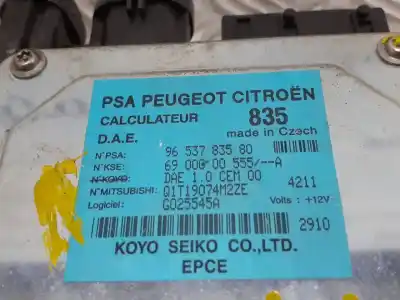 PSA PEUGEOT CITROËN
CALCULATEUR 835
D.A.E. made in Czech
N°PSA: 96 537 835 80
N°KSE: 69 000 00 555/--A
N°KOYO: DAE 1.0 CEM 00
N°MITSUBISHI: Q1T19074M2ZE 4211
Logiciel: G025545A Volts : +12V
2910
KOYO SEIKO CO.,LTD.
EPCE